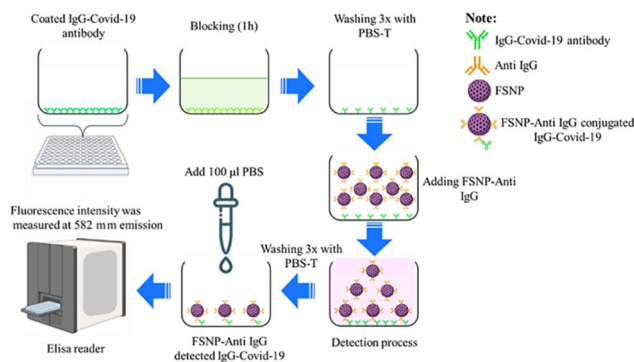 Coated IgG-Covid-19
antibody
Blocking (1h)
Washing 3x with
PBS-T
Note:
IgG-Covid-19 antibody
Anti IgG
FSNP
FSNP-Anti IgG conjugated
IgG-Covid-19
Adding FSNP-Anti
IgG
Add 100 µl PBS
Fluorescence intensity was
measured at 582 mm emission
Washing 3x with
PBS-T
Elisa reader
FSNP-Anti IgG
detected IgG-Covid-19
Detection process